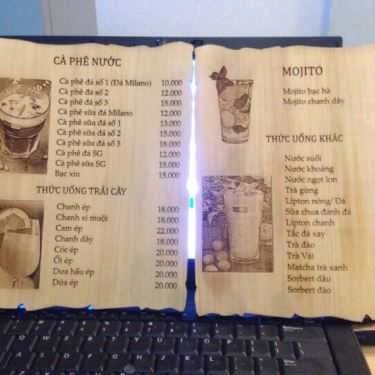 CÀ PHÊ NƯỚC
Cà phê đá số 1 (Đá Milano) 10.000
Cà phê đá số 2 12.000
Cà phê đá số 3
Cà phê sữa đá Milano 12.000
Cà phê sữa đá số 1 13.000
Cà phê sữa đá số 2 15.000
Cà phê sữa đá số 3 18.000
Cà phê đá SG 12.000
Cà phê sữa SG 15.000
Bạc xỉu 15.000
THỨC UỐNG TRÁI CÂY
Chanh ép 16.000
Chanh xí muội 18.000
Cam ép 22.000
Chanh dây 18.000
Cóc ép 20.000
Ổi ép 20.000
Dưa hấu ép 20.000
Dứa ép 20.000
MOJITO
Mojito bạc hà
Mojito chanh dây
THỨC UỐNG KHÁC
Nước suối
Nước khoáng
Nước ngọt lon
Trà gừng
Lipton nóng/ Đá
Sữa chua đánh đá
Lipton chanh
Tắc đá xay
Trà đào
Trà Vải
Matcha trà xanh
Sorbert dâu
Sorbert đào